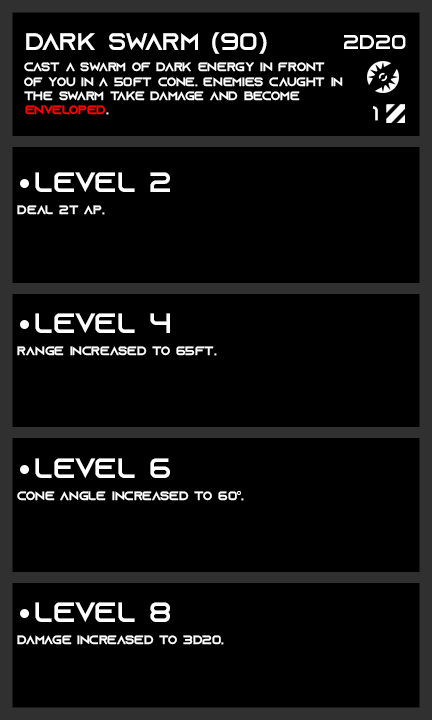 DARK SWARM (90) 2D20
CAST A SWARM OF DARK ENERGY IN FRONT
OF YOU IN A 50FT CONE. ENEMIES CAUGHT IN
THE SWARM TAKE DAMAGE AND BECOME
ENVELOPED.
1
•LEVEL 2
DEAL 2T AP.
•LEVEL 4
RANGE INCREASED TO 65FT.
•LEVEL 6
CONE ANGLE INCREASED TO 60°.
•LEVEL 8
DAMAGE INCREASED TO 3D20.